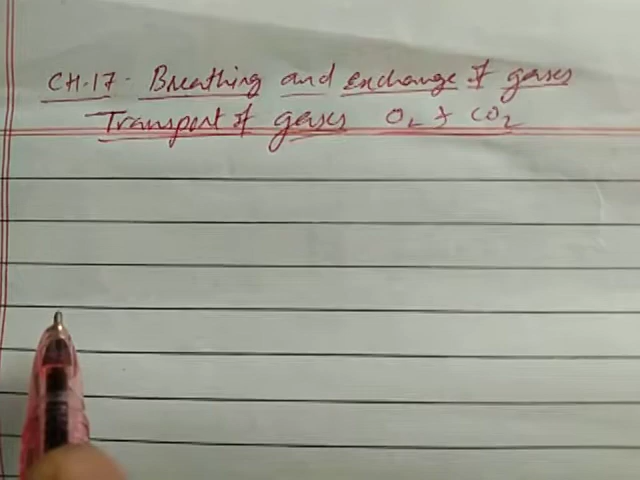 CH.17. Breathing and exchange of gases
Transport of gases O₂ & CO₂